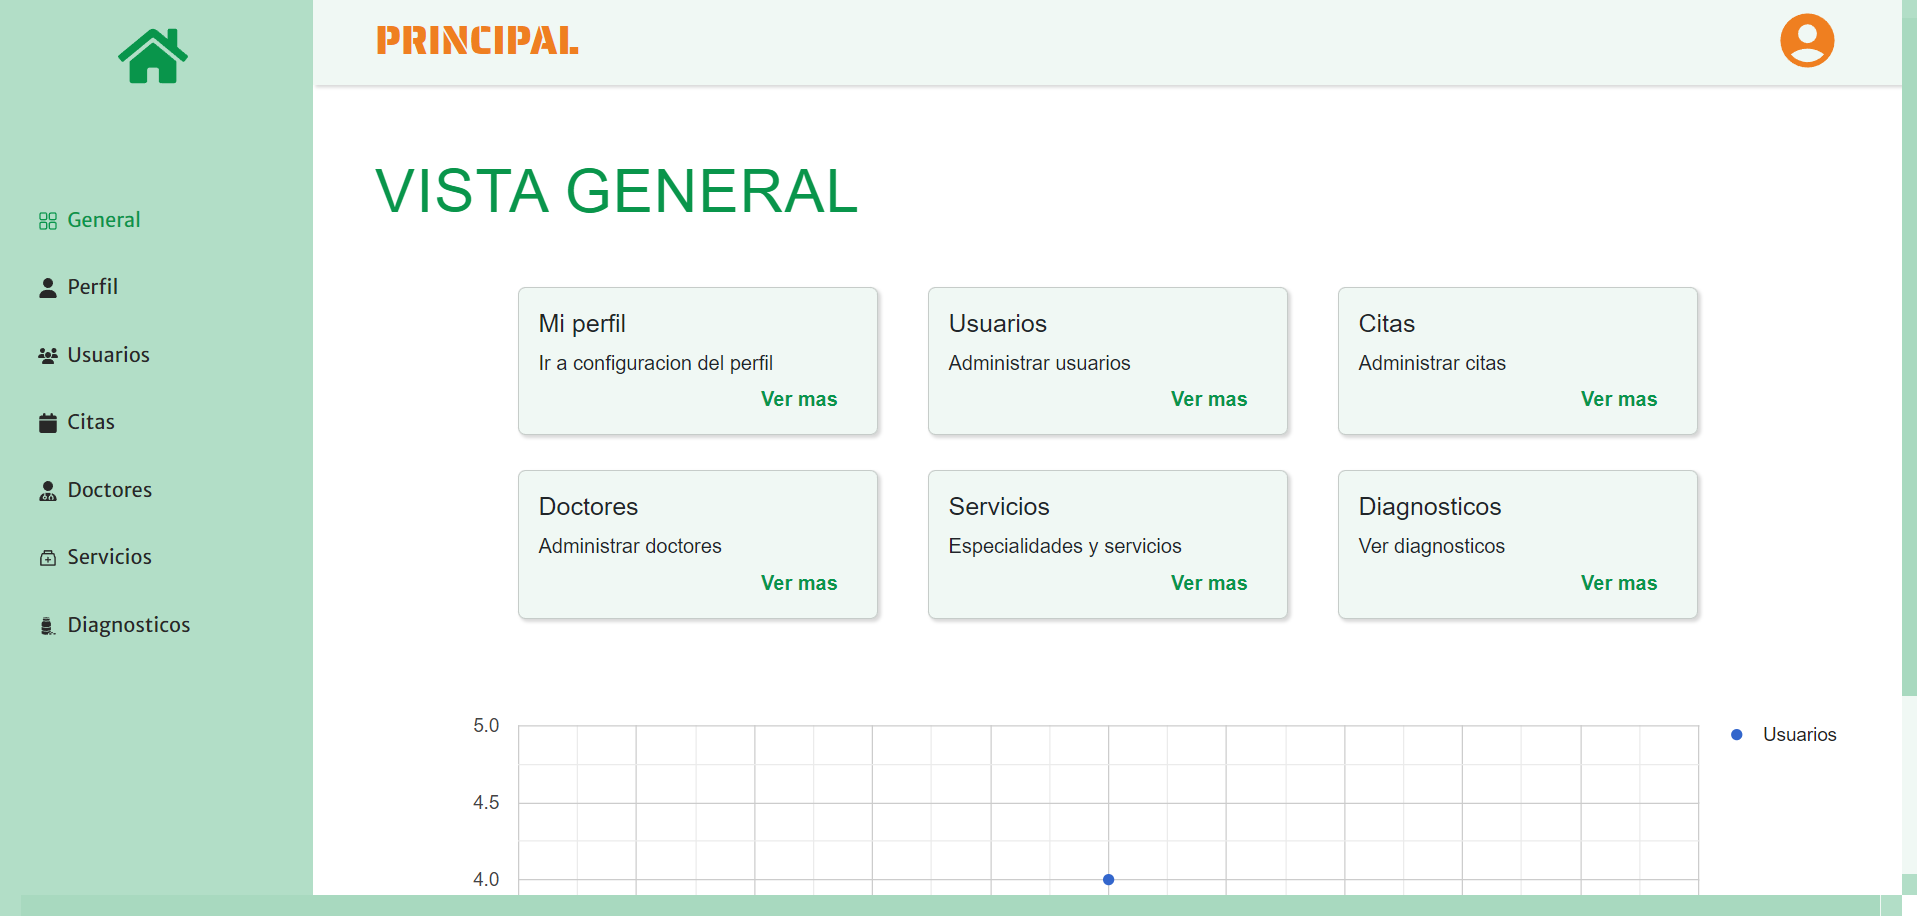 PRINCIPAL
General
Perfil
Usuarios
Citas
Doctores
Servicios
Diagnosticos
VISTA GENERAL
Mi perfil
Ir a configuracion del perfil
Ver mas
Usuarios
Administrar usuarios
Ver mas
Citas
Administrar citas
Ver mas
Doctores
Administrar doctores
Ver mas
Servicios
Especialidades y servicios
Ver mas
Diagnosticos
Ver diagnosticos
Ver mas
5.0
4.5
4.0
Usuarios